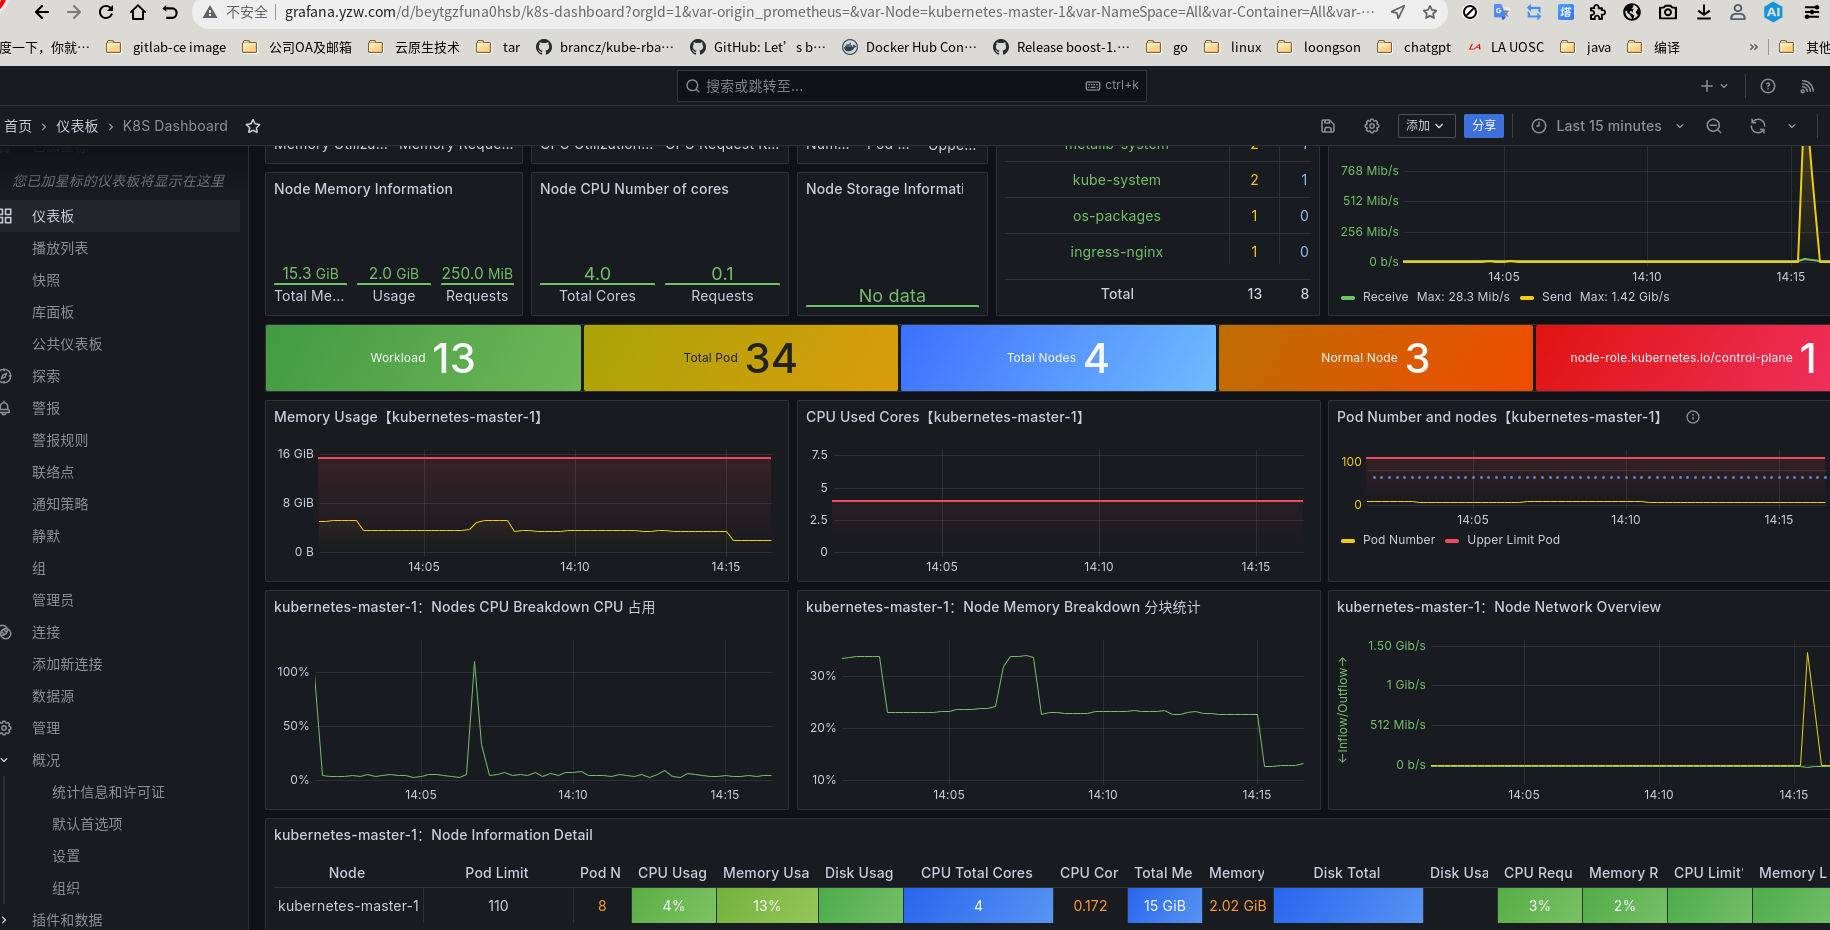 不安全 grafana.yzw.com/d/beytgzfuna0hsb/k8s-dashboard?orgId=1&var-origin_prometheus=&var-Node=kubernetes-master-1&var-NameSpace=All&var-Container=All&var-…
度一下，你就… gitlab-ce image 公司OA及邮箱 云原生技术 tar brancz/kube-rba… GitHub: Let's b… Docker Hub Con… Release boost-1.… go linux loongson chatgpt LA UOSC java 编译 » 其他
搜索或跳转至... ctrl+k
首页 › 仪表板 › K8S Dashboard 添加 分享 Last 15 minutes
您已加星标的仪表板将显示在这里
仪表板
播放列表
快照
库面板
公共仪表板
探索
警报
警报规则
联络点
通知策略
静默
组
管理员
连接
添加新连接
数据源
管理
概况
统计信息和许可证
默认首选项
设置
组织
插件和数据
Memory Utiliza... Memory Reque... CPU Utilization... CPU Request R... Num... Pod ... Uppe...
Node Memory Information
15.3 GiB 2.0 GiB 250.0 MiB
Total Me... Usage Requests
Node CPU Number of cores
4.0 0.1
Total Cores Requests
Node Storage Informati
No data
metallb-system 2 1
kube-system 2 1
os-packages 1 0
ingress-nginx 1 0
Total 13 8
768 Mib/s
512 Mib/s
256 Mib/s
0 b/s
14:05 14:10 14:15
Receive Max: 28.3 Mib/s Send Max: 1.42 Gib/s
Workload 13 Total Pod 34 Total Nodes 4 Normal Node 3 node-role.kubernetes.io/control-plane 1
Memory Usage【kubernetes-master-1】
16 GiB
8 GiB
0 B
14:05 14:10 14:15
CPU Used Cores【kubernetes-master-1】
7.5
5
2.5
0
14:05 14:10 14:15
Pod Number and nodes【kubernetes-master-1】
100
0
14:05 14:10 14:15
Pod Number Upper Limit Pod
kubernetes-master-1：Nodes CPU Breakdown CPU 占用
100%
50%
0%
14:05 14:10 14:15
kubernetes-master-1：Node Memory Breakdown 分块统计
30%
20%
10%
14:05 14:10 14:15
kubernetes-master-1：Node Network Overview
←Inflow/Outflow→
1.50 Gib/s
1 Gib/s
512 Mib/s
0 b/s
14:05 14:10 14:15
kubernetes-master-1：Node Information Detail
Node Pod Limit Pod N CPU Usag Memory Usa Disk Usag CPU Total Cores CPU Cor Total Me Memory Disk Total Disk Usa CPU Requ Memory R CPU Limit Memory L
kubernetes-master-1 110 8 4% 13% 4 0.172 15 GiB 2.02 GiB 3% 2%